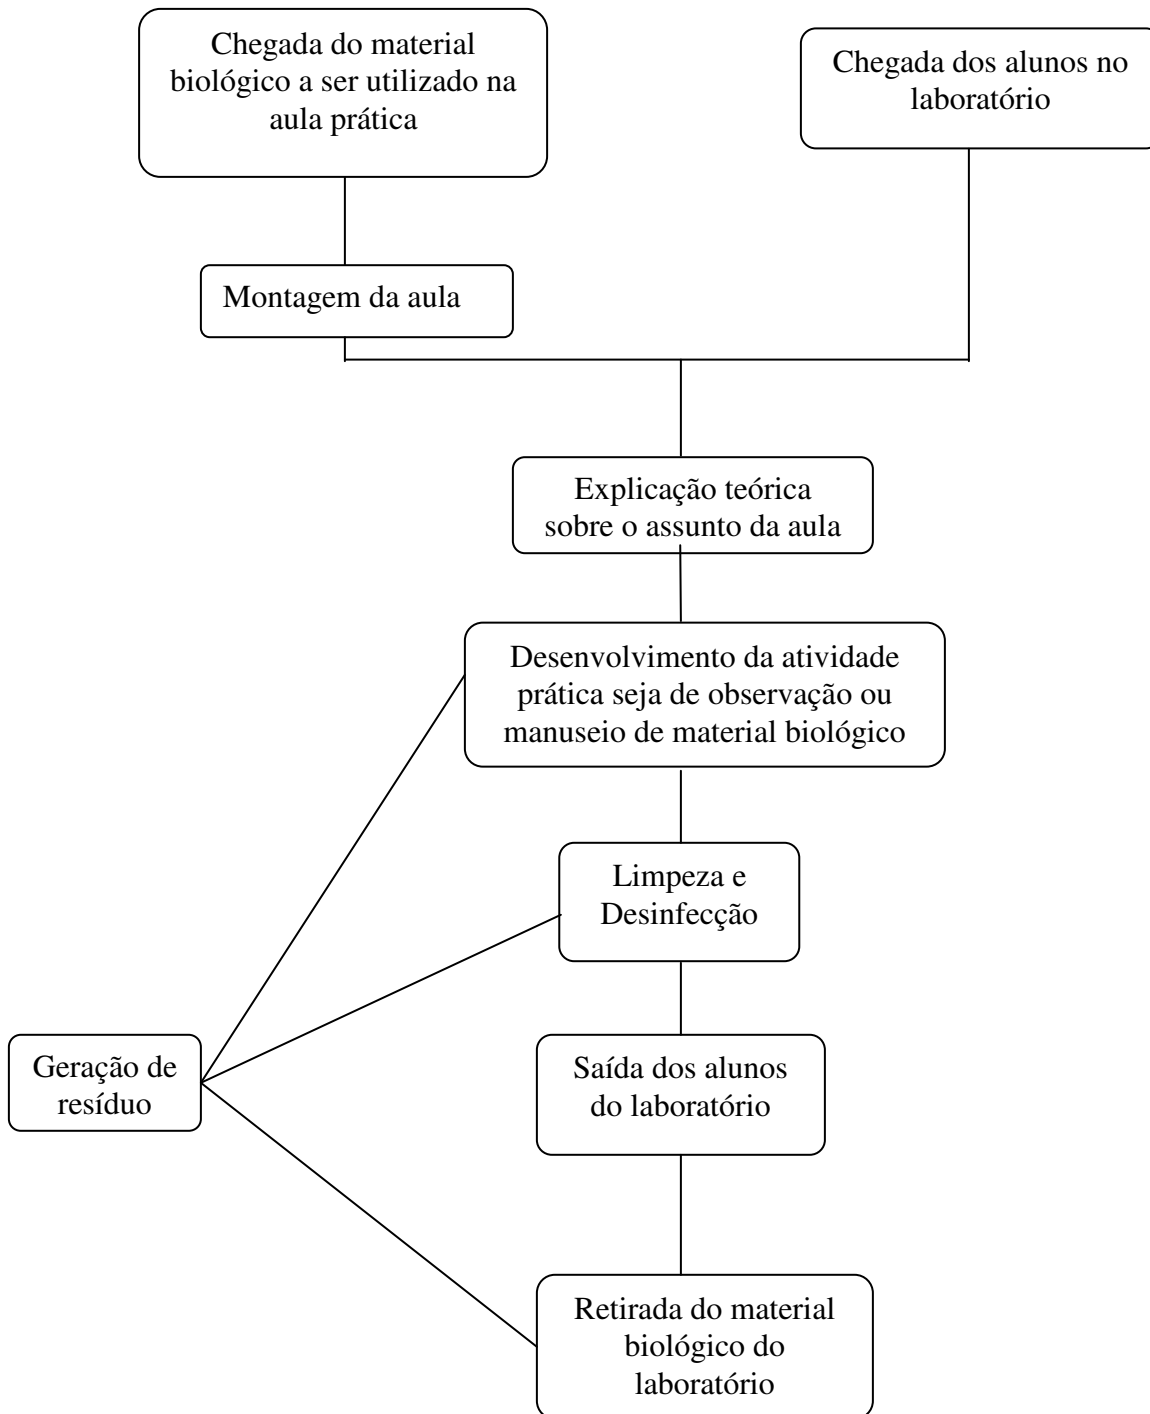 Chegada do material
biológico a ser utilizado na
aula prática
Chegada dos alunos no
laboratório
Montagem da aula
Explicação teórica
sobre o assunto da aula
Desenvolvimento da atividade
prática seja de observação ou
manuseio de material biológico
Limpeza e
Desinfecção
Geração de
resíduo
Saída dos alunos
do laboratório
Retirada do material
biológico do
laboratório